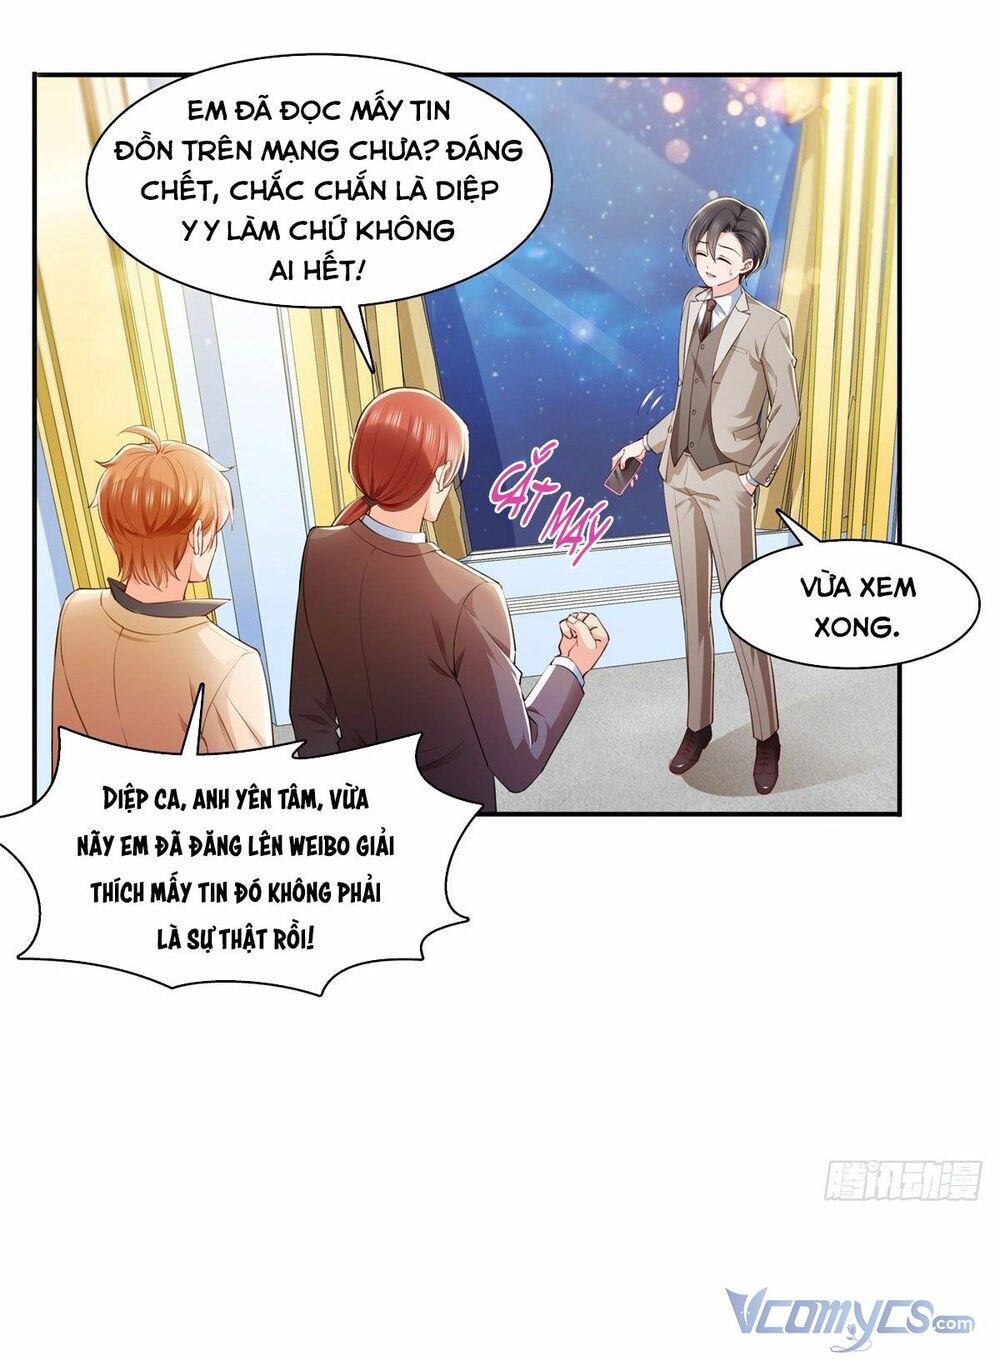 EM ĐÃ ĐỌC MẤY TIN
ĐỒN TRÊN MẠNG CHƯA? ĐÁNG
CHẾT, CHẮC CHẮN LÀ DIỆP
Y Y LÀM CHỨ KHÔNG
AI HẾT!
CẮT MÁY
VỪA XEM
XONG.
DIỆP CA, ANH YÊN TÂM, VỪA
NÃY EM ĐÃ ĐĂNG LÊN WEIBO GIẢI
THÍCH MẤY TIN ĐÓ KHÔNG PHẢI
LÀ SỰ THẬT RỒI!
腾讯动漫
Vcomycs.com